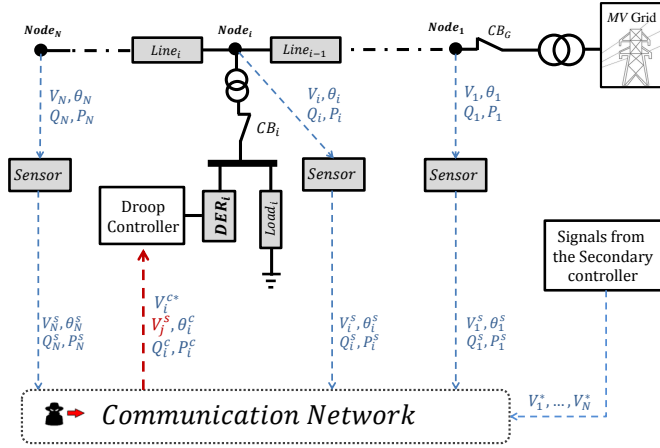 Node_N
Node_i
Node_1
CB_G
MV Grid
Line_i
Line_{i−1}
V_N, θ_N
Q_N, P_N
V_i, θ_i
Q_i, P_i
V_1, θ_1
Q_1, P_1
CB_i
Sensor
Sensor
Sensor
Droop
Controller
DER_i
Load_i
Signals from
the Secondary
controller
V_i^{c*}
V_j^s, θ_i^c
Q_i^c, P_i^c
V_N^s, θ_N^s
Q_N^s, P_N^s
V_i^s, θ_i^s
Q_i^s, P_i^s
V_1^s, θ_1^s
Q_1^s, P_1^s
V_1^*, …, V_N^*
Communication Network